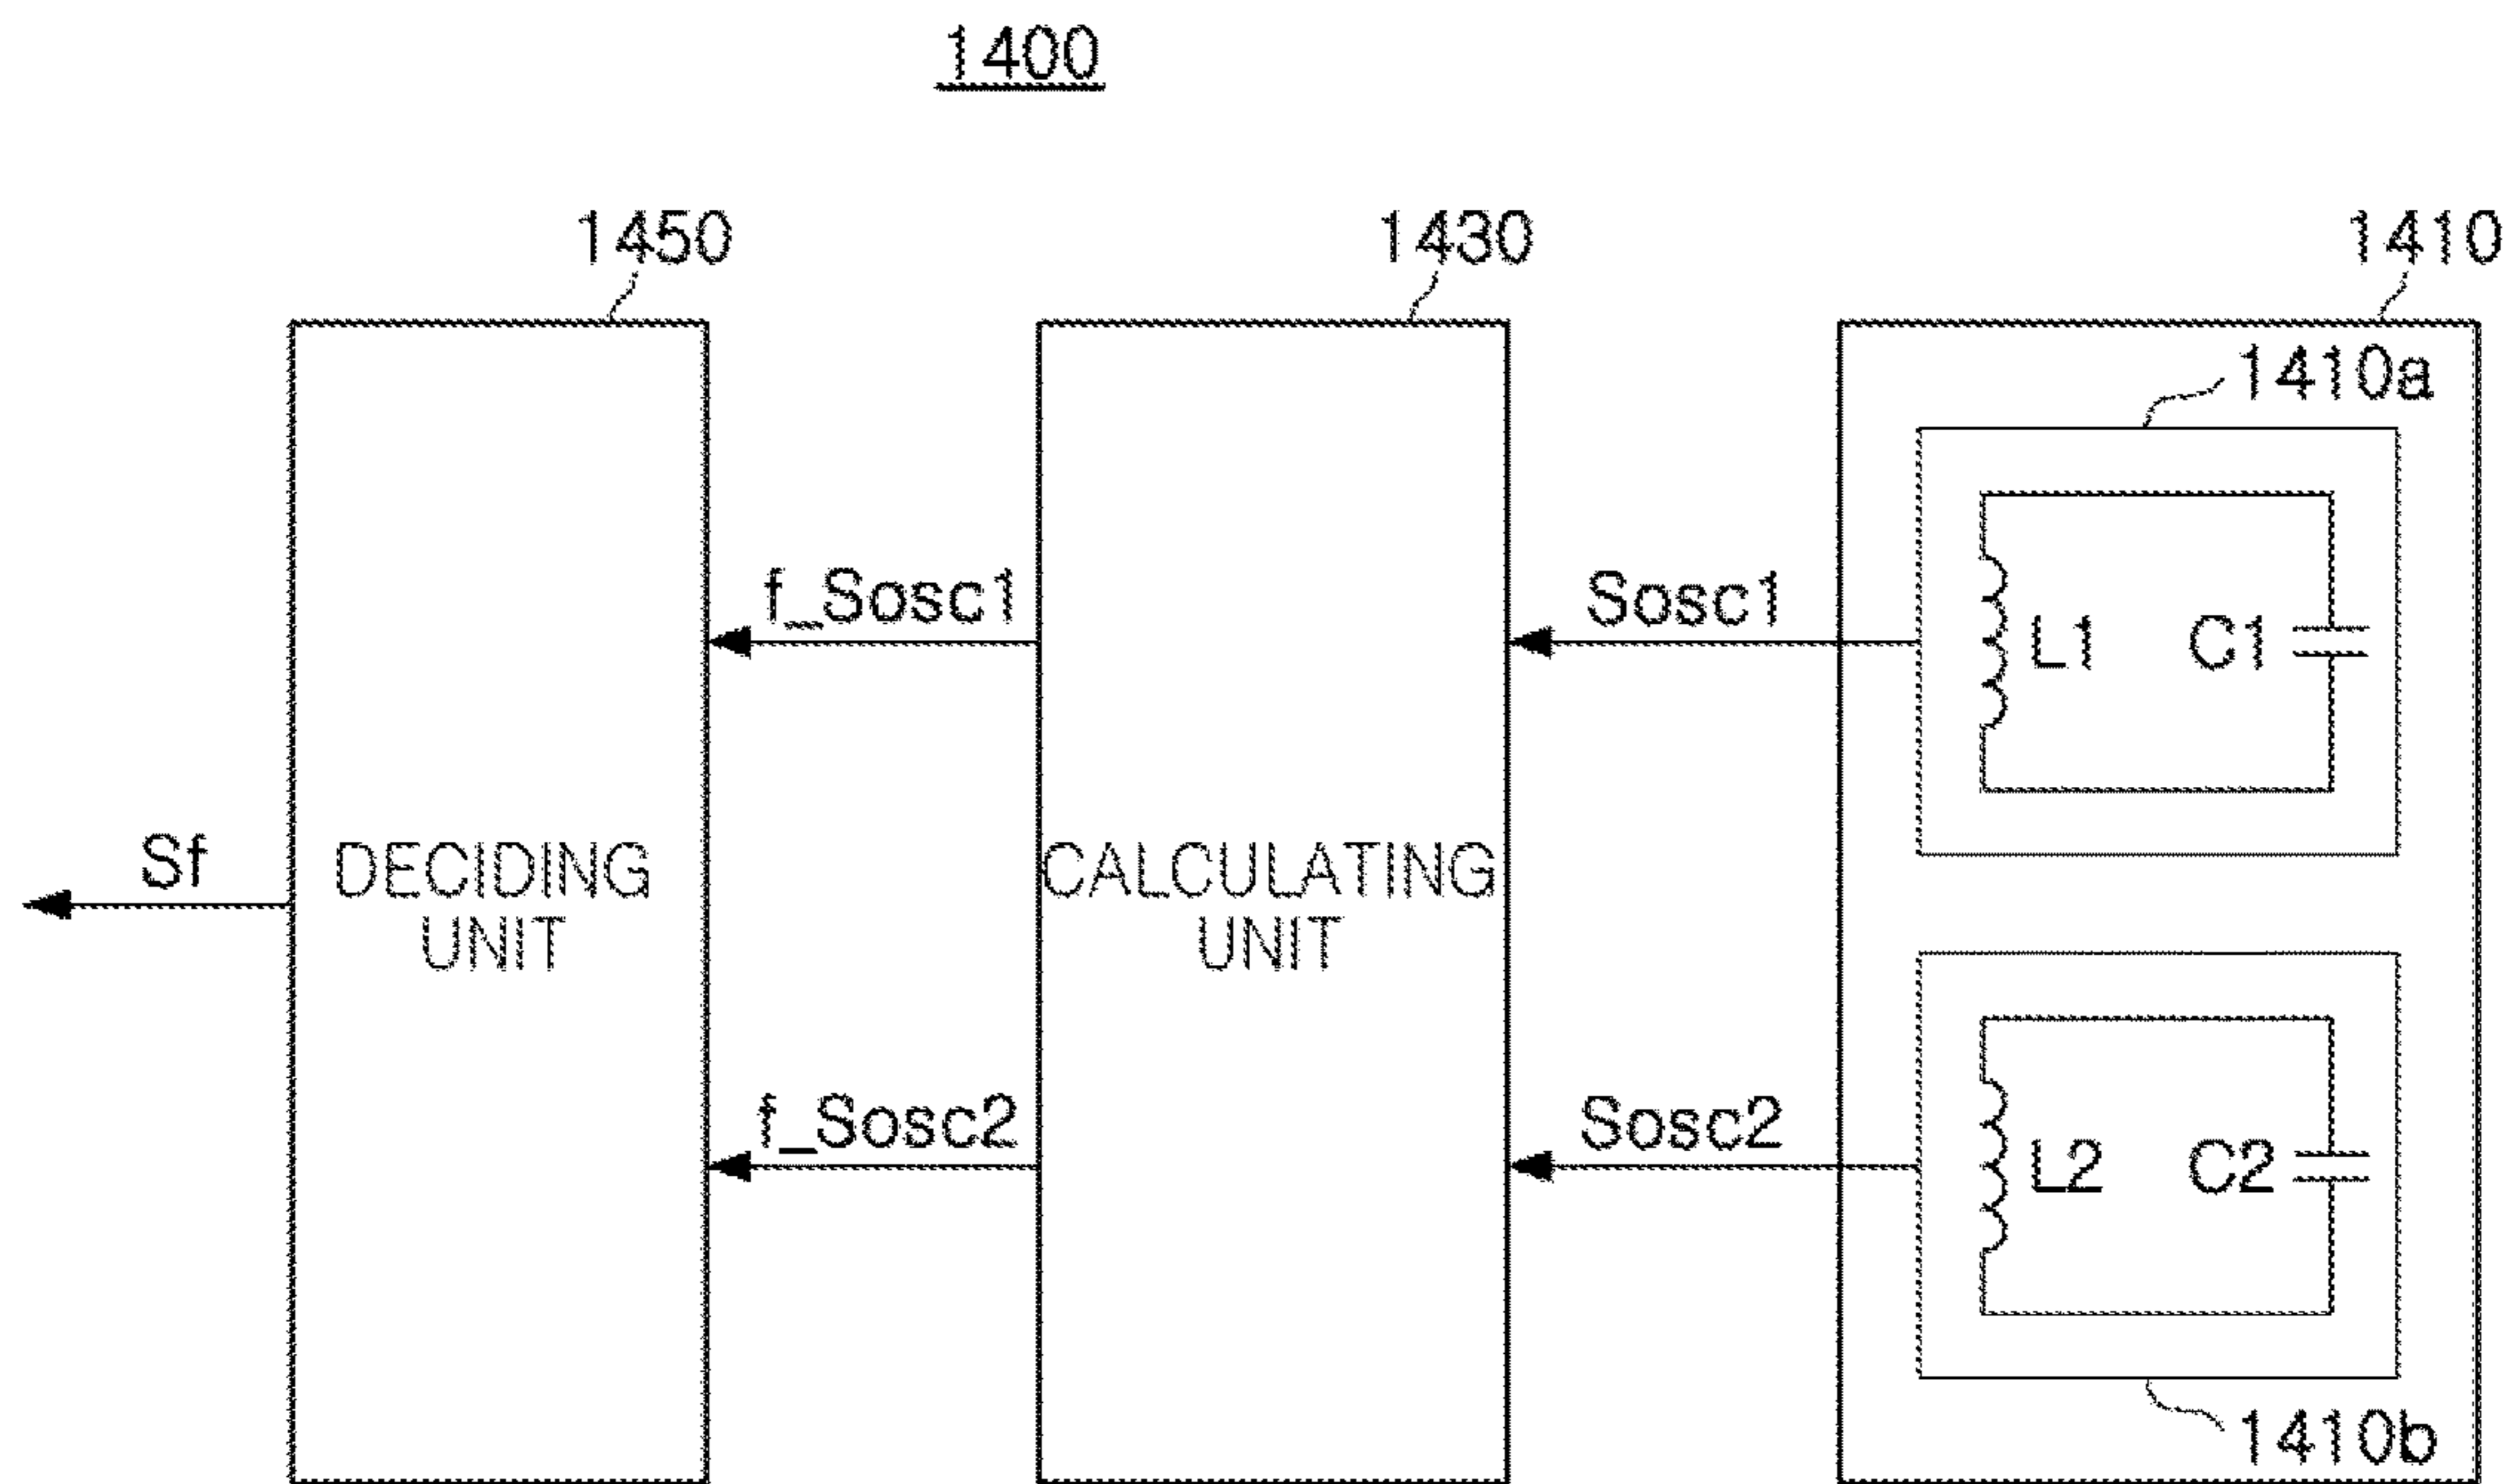 1400
1450
1430
1410
1410a
f_Sosc1
Sosc1
L1
C1
Sf
DECIDING
UNIT
CALCULATING
UNIT
f_Sosc2
Sosc2
L2
C2
1410b